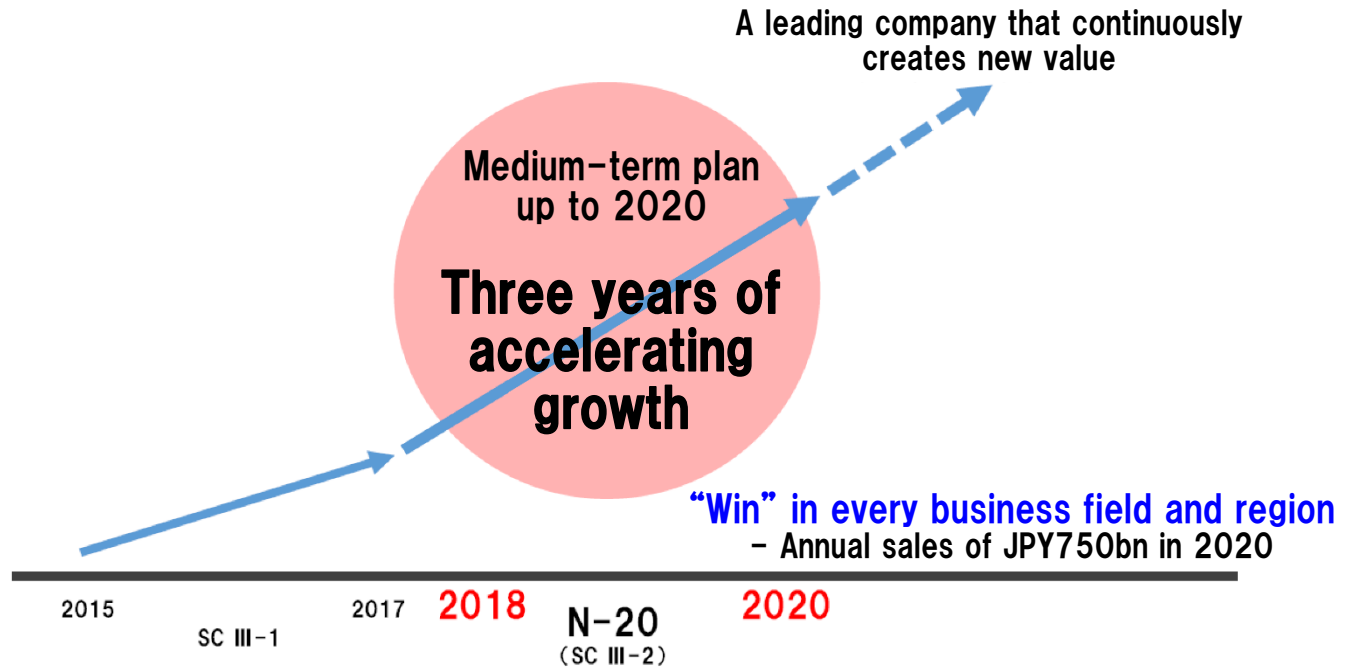 A leading company that continuously
creates new value
Medium-term plan
up to 2020
Three years of
accelerating
growth
“Win” in every business field and region
- Annual sales of JPY750bn in 2020
2015
2017
2018
2020
SC Ⅲ-1
N-20
(SC Ⅲ-2)